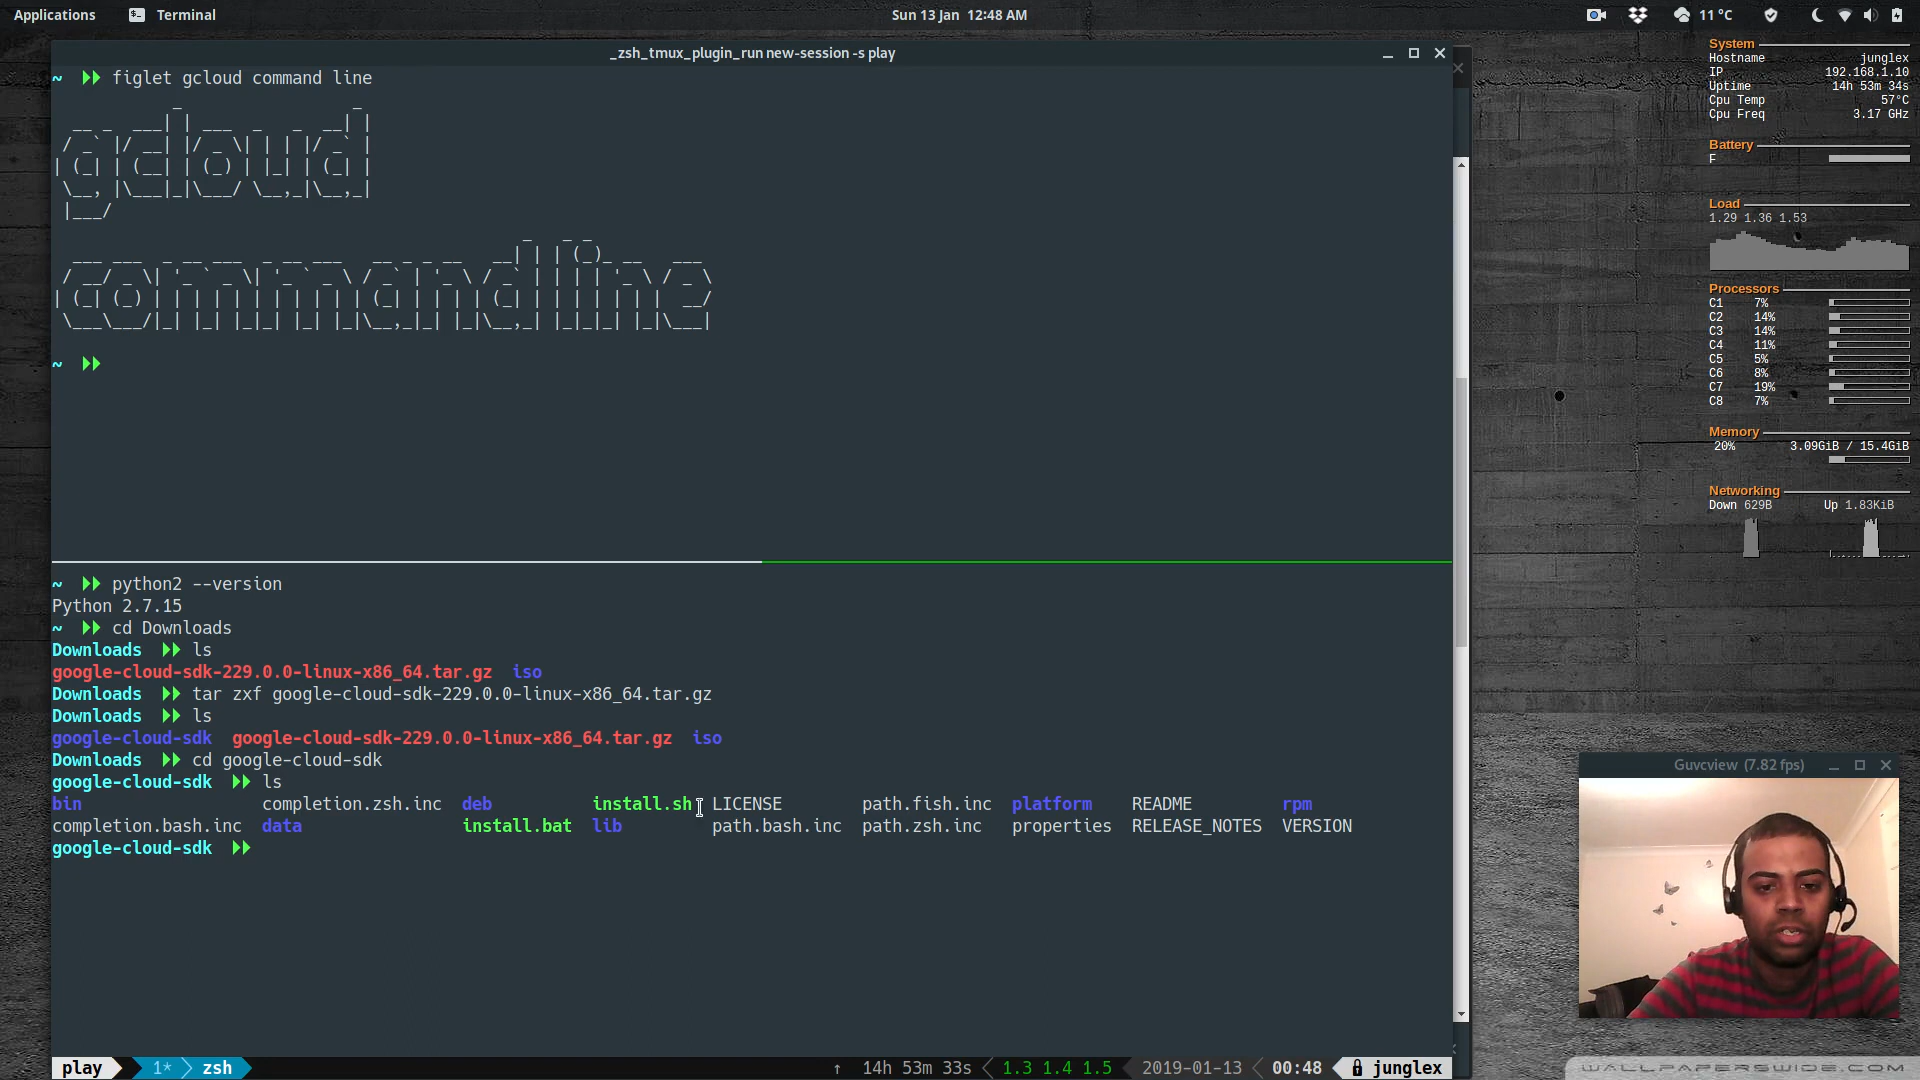 Applications Terminal Sun 13 Jan 12:48 AM 11 °C
_zsh_tmux_plugin_run new-session -s play
~ figlet gcloud command line
gcloud
command line
~
~ python2 --version
Python 2.7.15
~ cd Downloads
Downloads ls
google-cloud-sdk-229.0.0-linux-x86_64.tar.gz iso
Downloads tar zxf google-cloud-sdk-229.0.0-linux-x86_64.tar.gz
Downloads ls
google-cloud-sdk google-cloud-sdk-229.0.0-linux-x86_64.tar.gz iso
Downloads cd google-cloud-sdk
google-cloud-sdk ls
bin completion.zsh.inc deb install.sh LICENSE path.fish.inc platform README rpm
completion.bash.inc data install.bat lib path.bash.inc path.zsh.inc properties RELEASE_NOTES VERSION
google-cloud-sdk
play 1* zsh ↑ 14h 53m 33s 1.3 1.4 1.5 2019-01-13 00:48 junglex
System
Hostname junglex
IP 192.168.1.10
Uptime 14h 53m 34s
Cpu Temp 57°C
Cpu Freq 3.17 GHz
Battery
F
Load
1.29 1.36 1.53
Processors
C1 7%
C2 14%
C3 14%
C4 11%
C5 5%
C6 8%
C7 19%
C8 7%
Memory
20% 3.09GiB / 15.4GiB
Networking
Down 629B Up 1.83KiB
Guvcview (7.82 fps)
WALLPAPERSWIDE.COM